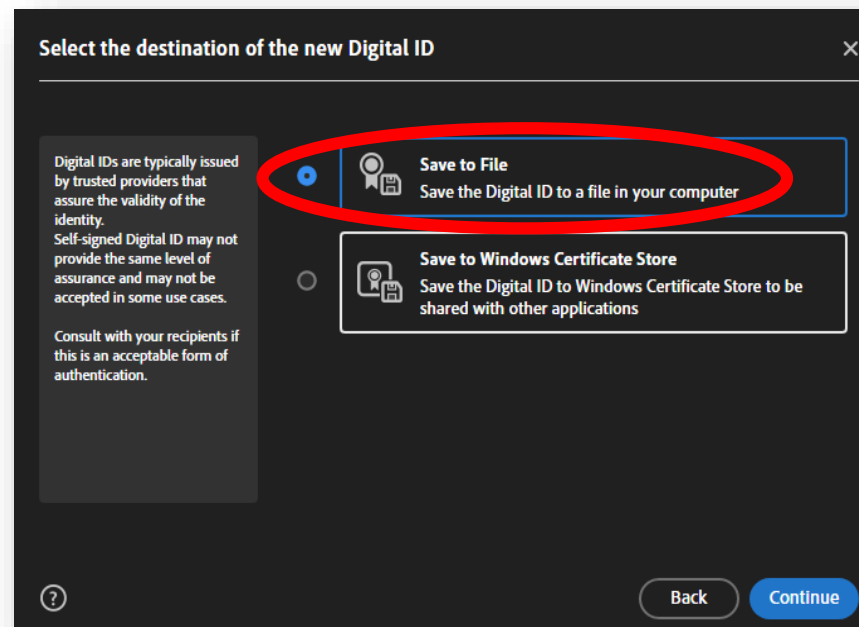 Select the destination of the new Digital ID
Digital IDs are typically issued
by trusted providers that
assure the validity of the
identity.
Self-signed Digital ID may not
provide the same level of
assurance and may not be
accepted in some use cases.
Consult with your recipients if
this is an acceptable form of
authentication.
Save to File
Save the Digital ID to a file in your computer
Save to Windows Certificate Store
Save the Digital ID to Windows Certificate Store to be
shared with other applications
?
Back
Continue